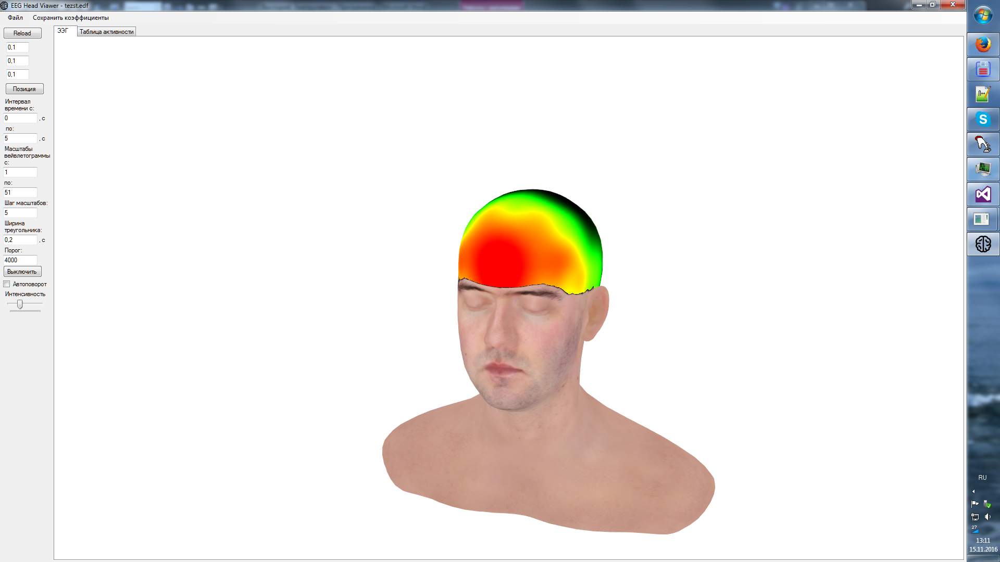 EEG Head Viawer - tezst.edf
Файл Сохранить коэффициенты
Reload
ЭЭГ Таблица активности
0,1
0,1
0,1
Позиция
Интервал
времени с:
0 , с
по:
5 , с
Масштабы
вейвлетограммы
с:
1
по:
51
Шаг масштабов:
5
Ширина
треугольника:
0,2 , с
Порог:
4000
Выключить
Автоповорот
Интенсивность
RU
27
13:11
15.11.2016